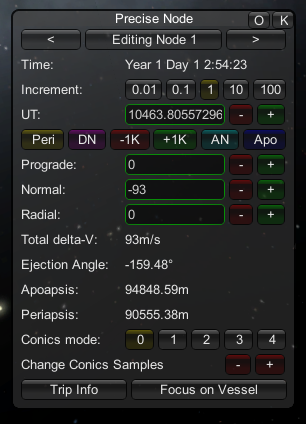 Precise Node O K
< Editing Node 1 >
Time: Year 1 Day 1 2:54:23
Increment: 0.01 0.1 1 10 100
UT: 10463.80557296 - +
Peri DN -1K +1K AN Apo
Prograde: 0 - +
Normal: -93 - +
Radial: 0 - +
Total delta-V: 93m/s
Ejection Angle: -159.48°
Apoapsis: 94848.59m
Periapsis: 90555.38m
Conics mode: 0 1 2 3 4
Change Conics Samples - +
Trip Info Focus on Vessel